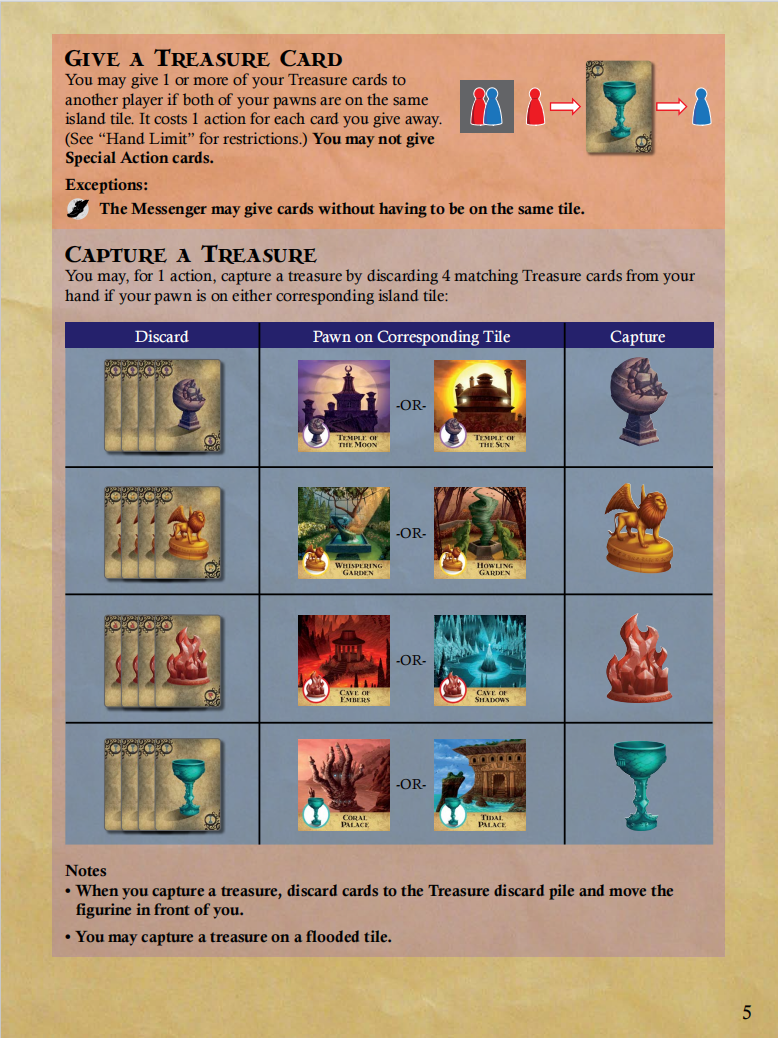 GIVE A TREASURE CARD
You may give 1 or more of your Treasure cards to
another player if both of your pawns are on the same
island tile. It costs 1 action for each card you give away.
(See “Hand Limit” for restrictions.) You may not give
Special Action cards.
Exceptions:
The Messenger may give cards without having to be on the same tile.
CAPTURE A TREASURE
You may, for 1 action, capture a treasure by discarding 4 matching Treasure cards from your
hand if your pawn is on either corresponding island tile:
Discard Pawn on Corresponding Tile Capture
-OR-
TEMPLE OF
THE MOON
TEMPLE OF
THE SUN
-OR-
WHISPERING
GARDEN
HOWLING
GARDEN
-OR-
CAVE OF
EMBERS
CAVE OF
SHADOWS
-OR-
CORAL
PALACE
TIDAL
PALACE
Notes
• When you capture a treasure, discard cards to the Treasure discard pile and move the
figurine in front of you.
• You may capture a treasure on a flooded tile.
5